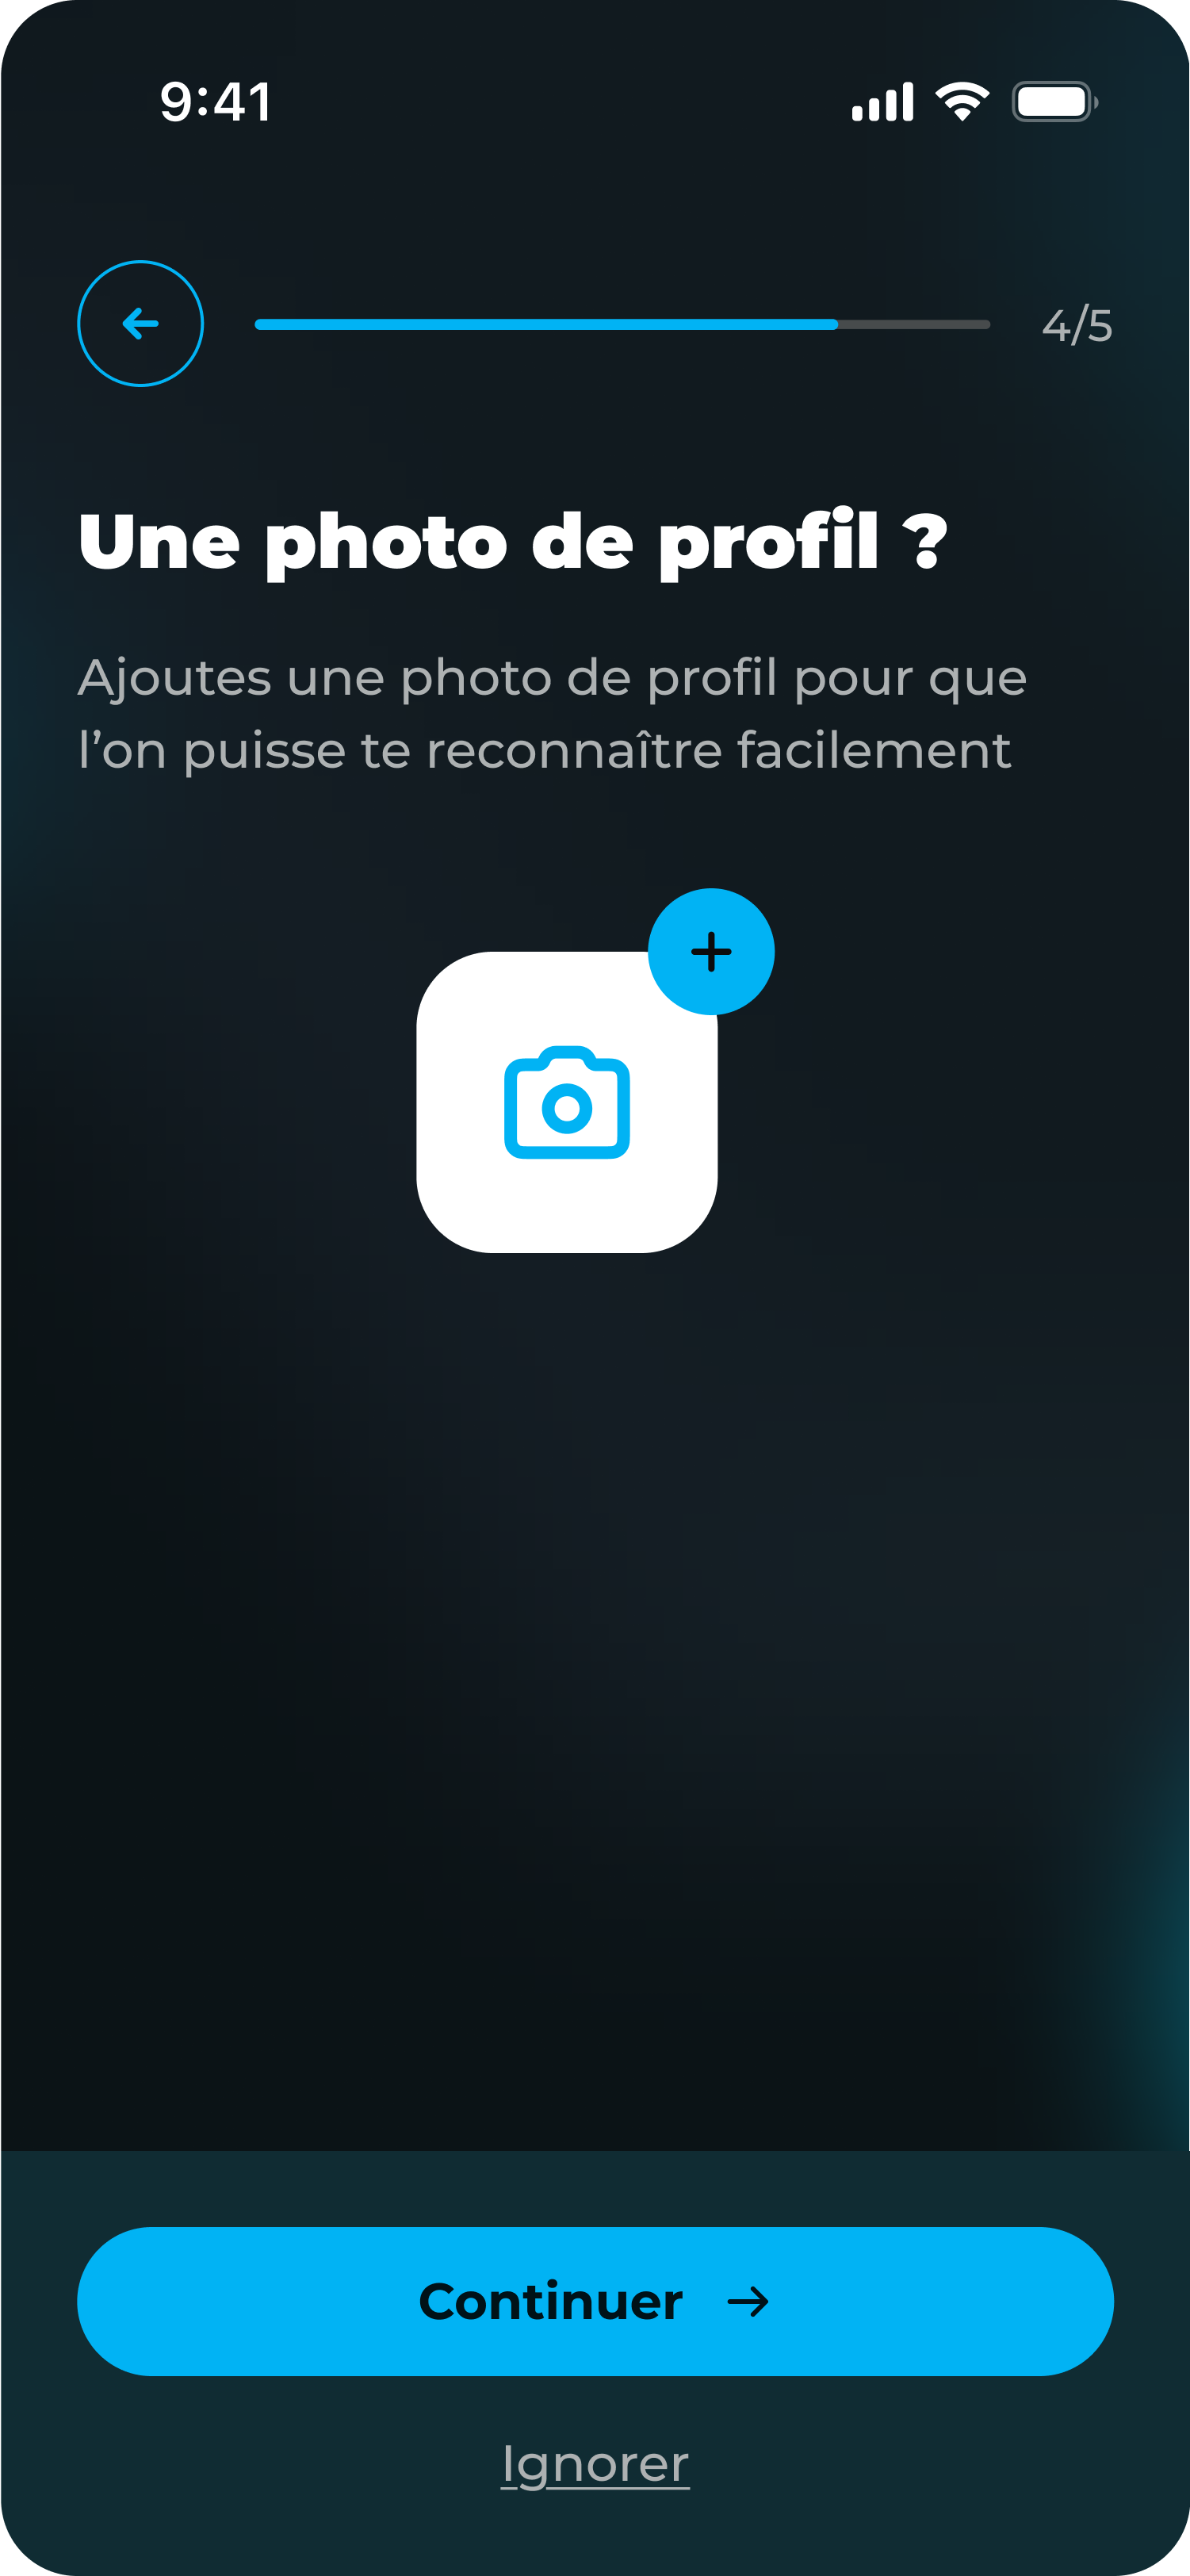 9:41
4/5
Une photo de profil ?
Ajoutes une photo de profil pour que
l’on puisse te reconnaître facilement
Continuer
Ignorer